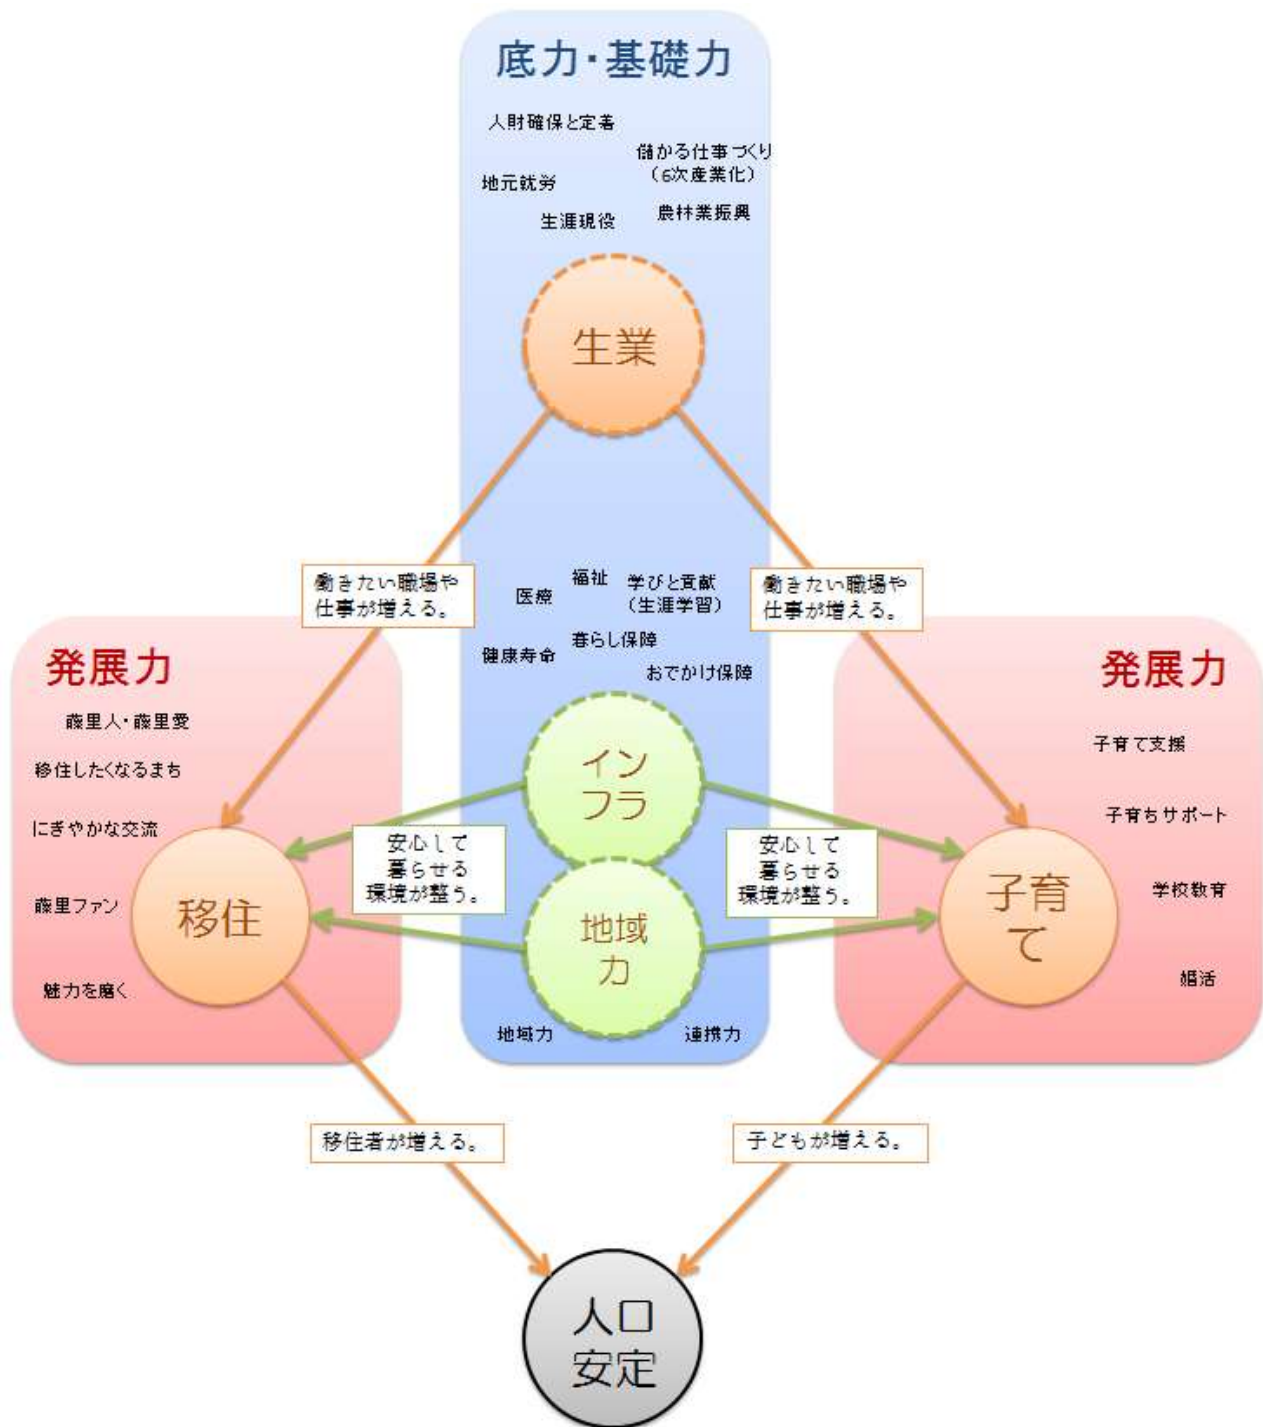 底力・基礎力
人財確保と定着
儲かる仕事づくり
(6次産業化)
地元就労
農林業振興
生涯現役
生業
働きたい職場や
仕事が増える。
働きたい職場や
仕事が増える。
福祉
学びと貢献
(生涯学習)
医療
暮らし保障
健康寿命
おでかけ保障
発展力
藤里人・藤里愛
移住したくなるまち
にぎやかな交流
藤里ファン
魅力を磨く
移住
イン
フラ
安心して
暮らせる
環境が整う。
安心して
暮らせる
環境が整う。
地域
力
地域力
連携力
発展力
子育て支援
子育ちサポート
学校教育
婚活
子育
て
移住者が増える。
子どもが増える。
人口
安定